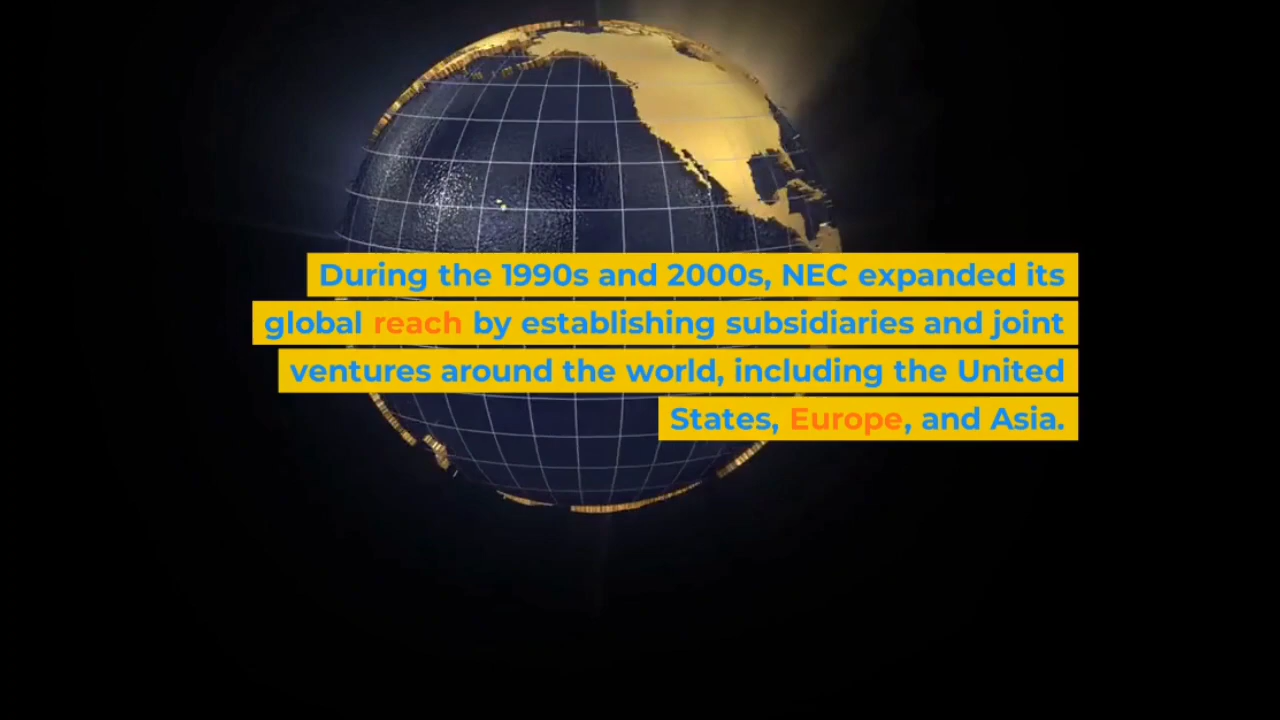 During the 1990s and 2000s, NEC expanded its
global reach by establishing subsidiaries and joint
ventures around the world, including the United
States, Europe, and Asia.